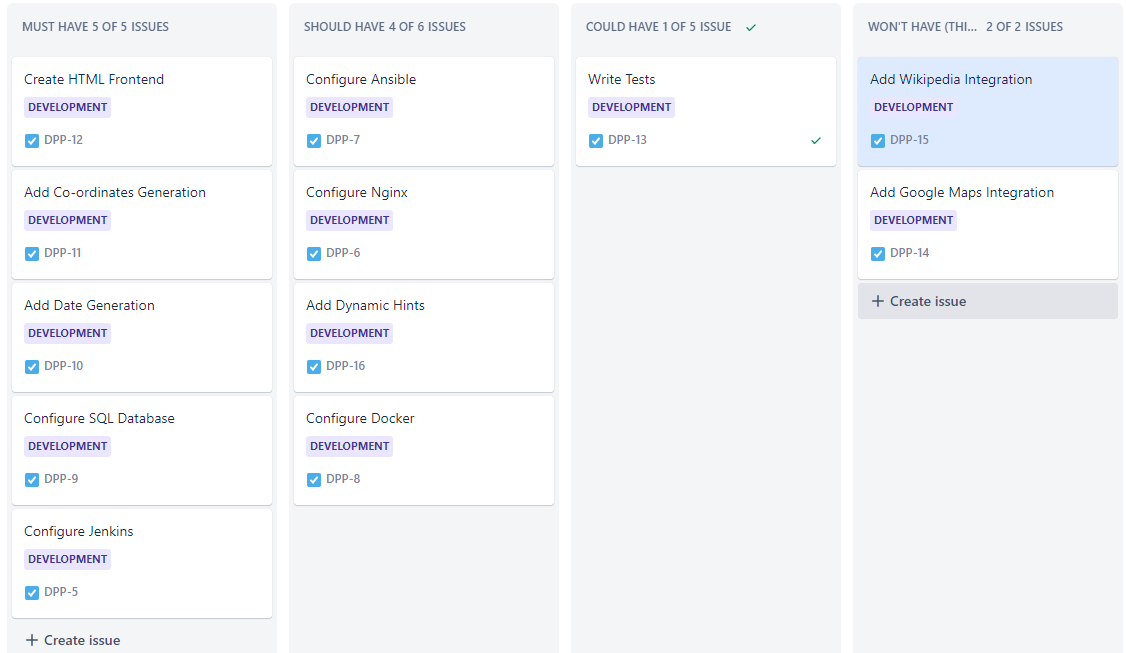 MUST HAVE 5 OF 5 ISSUES
Create HTML Frontend
DEVELOPMENT
DPP-12
Add Co-ordinates Generation
DEVELOPMENT
DPP-11
Add Date Generation
DEVELOPMENT
DPP-10
Configure SQL Database
DEVELOPMENT
DPP-9
Configure Jenkins
DEVELOPMENT
DPP-5
+ Create issue
SHOULD HAVE 4 OF 6 ISSUES
Configure Ansible
DEVELOPMENT
DPP-7
Configure Nginx
DEVELOPMENT
DPP-6
Add Dynamic Hints
DEVELOPMENT
DPP-16
Configure Docker
DEVELOPMENT
DPP-8
COULD HAVE 1 OF 5 ISSUE
Write Tests
DEVELOPMENT
DPP-13
WON'T HAVE (THI... 2 OF 2 ISSUES
Add Wikipedia Integration
DEVELOPMENT
DPP-15
Add Google Maps Integration
DEVELOPMENT
DPP-14
+ Create issue